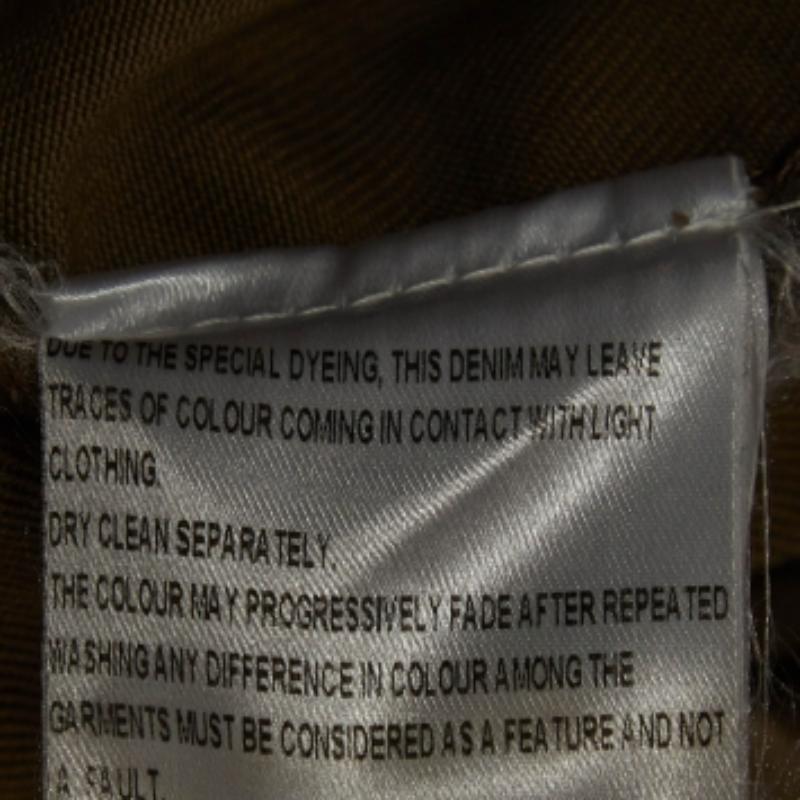 DUE TO THE SPECIAL DYEING, THIS DENIM MAY LEAVE
TRACES OF COLOUR COMING IN CONTACT WITH LIGHT
CLOTHING.
DRY CLEAN SEPARATELY.
THE COLOUR MAY PROGRESSIVELY FADE AFTER REPEATED
WASHING ANY DIFFERENCE IN COLOUR AMONG THE
GARMENTS MUST BE CONSIDERED AS A FEATURE AND NOT
A FAULT.